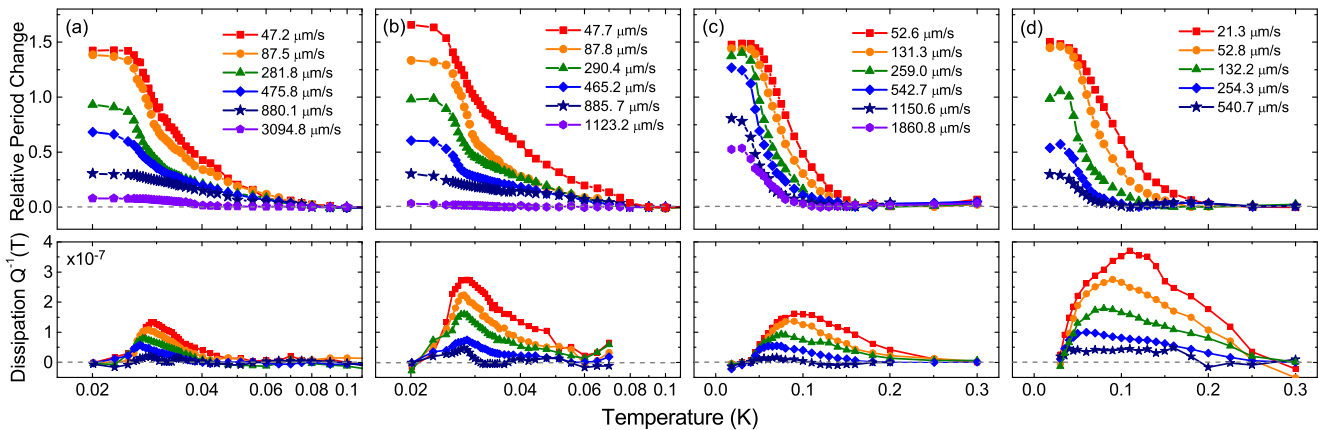 (a)
47.2 μm/s
87.5 μm/s
281.8 μm/s
475.8 μm/s
880.1 μm/s
3094.8 μm/s
(b)
47.7 μm/s
87.8 μm/s
290.4 μm/s
465.2 μm/s
885. 7 μm/s
1123.2 μm/s
(c)
52.6 μm/s
131.3 μm/s
259.0 μm/s
542.7 μm/s
1150.6 μm/s
1860.8 μm/s
(d)
21.3 μm/s
52.8 μm/s
132.2 μm/s
254.3 μm/s
540.7 μm/s
Relative Period Change
1.5
1.0
0.5
0.0
Dissipation Q⁻¹(T)
x10⁻⁷
4
3
2
1
0
0.02 0.04 0.06 0.08 0.1
0.02 0.04 0.06 0.08 0.1
0.0 0.1 0.2 0.3
0.0 0.1 0.2 0.3
Temperature (K)